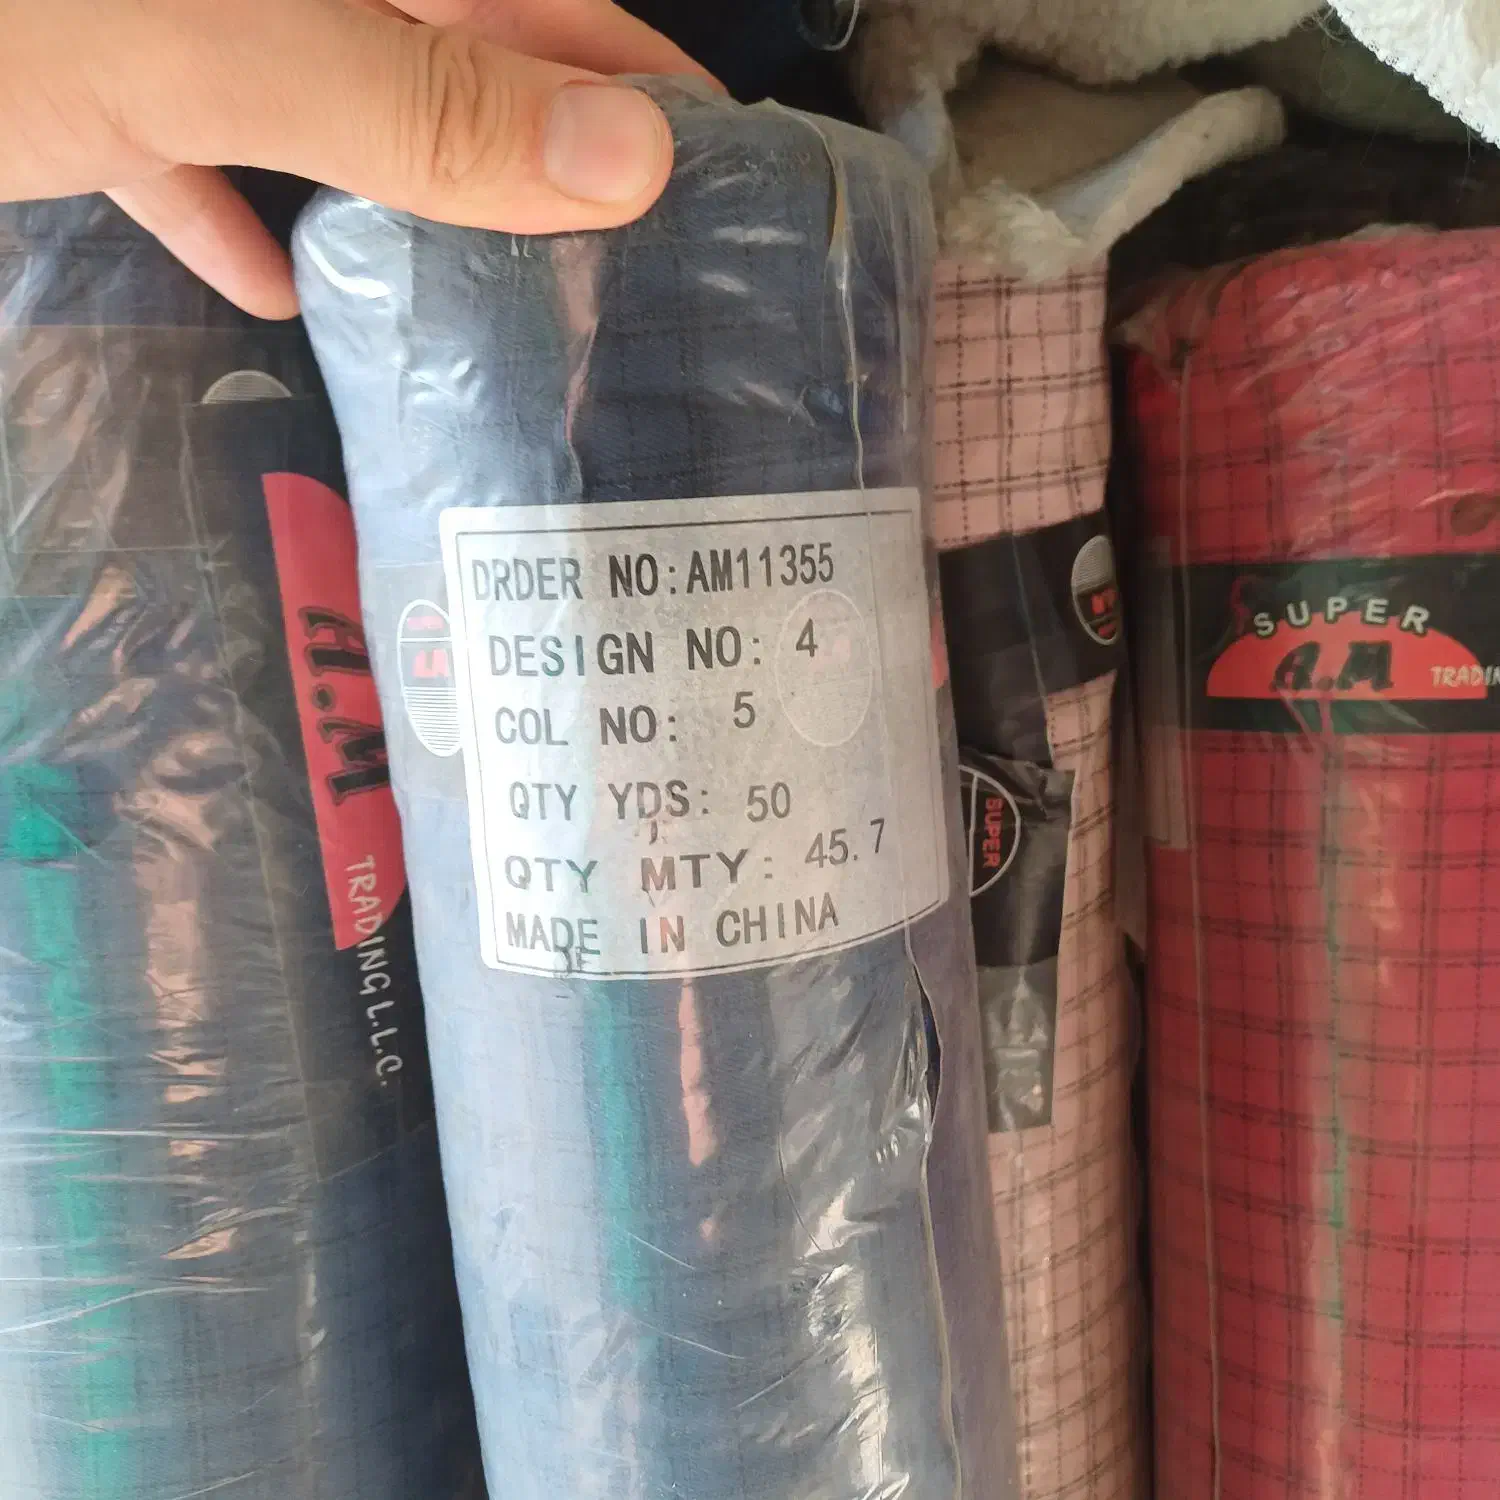 DRDER NO:AM11355
DESIGN NO: 4
COL NO: 5
QTY YDS: 50
QTY MTY: 45.7
MADE IN CHINA
A.M
TRADING L.L.C.
SUPER
SUPER
A.M
TRADIN